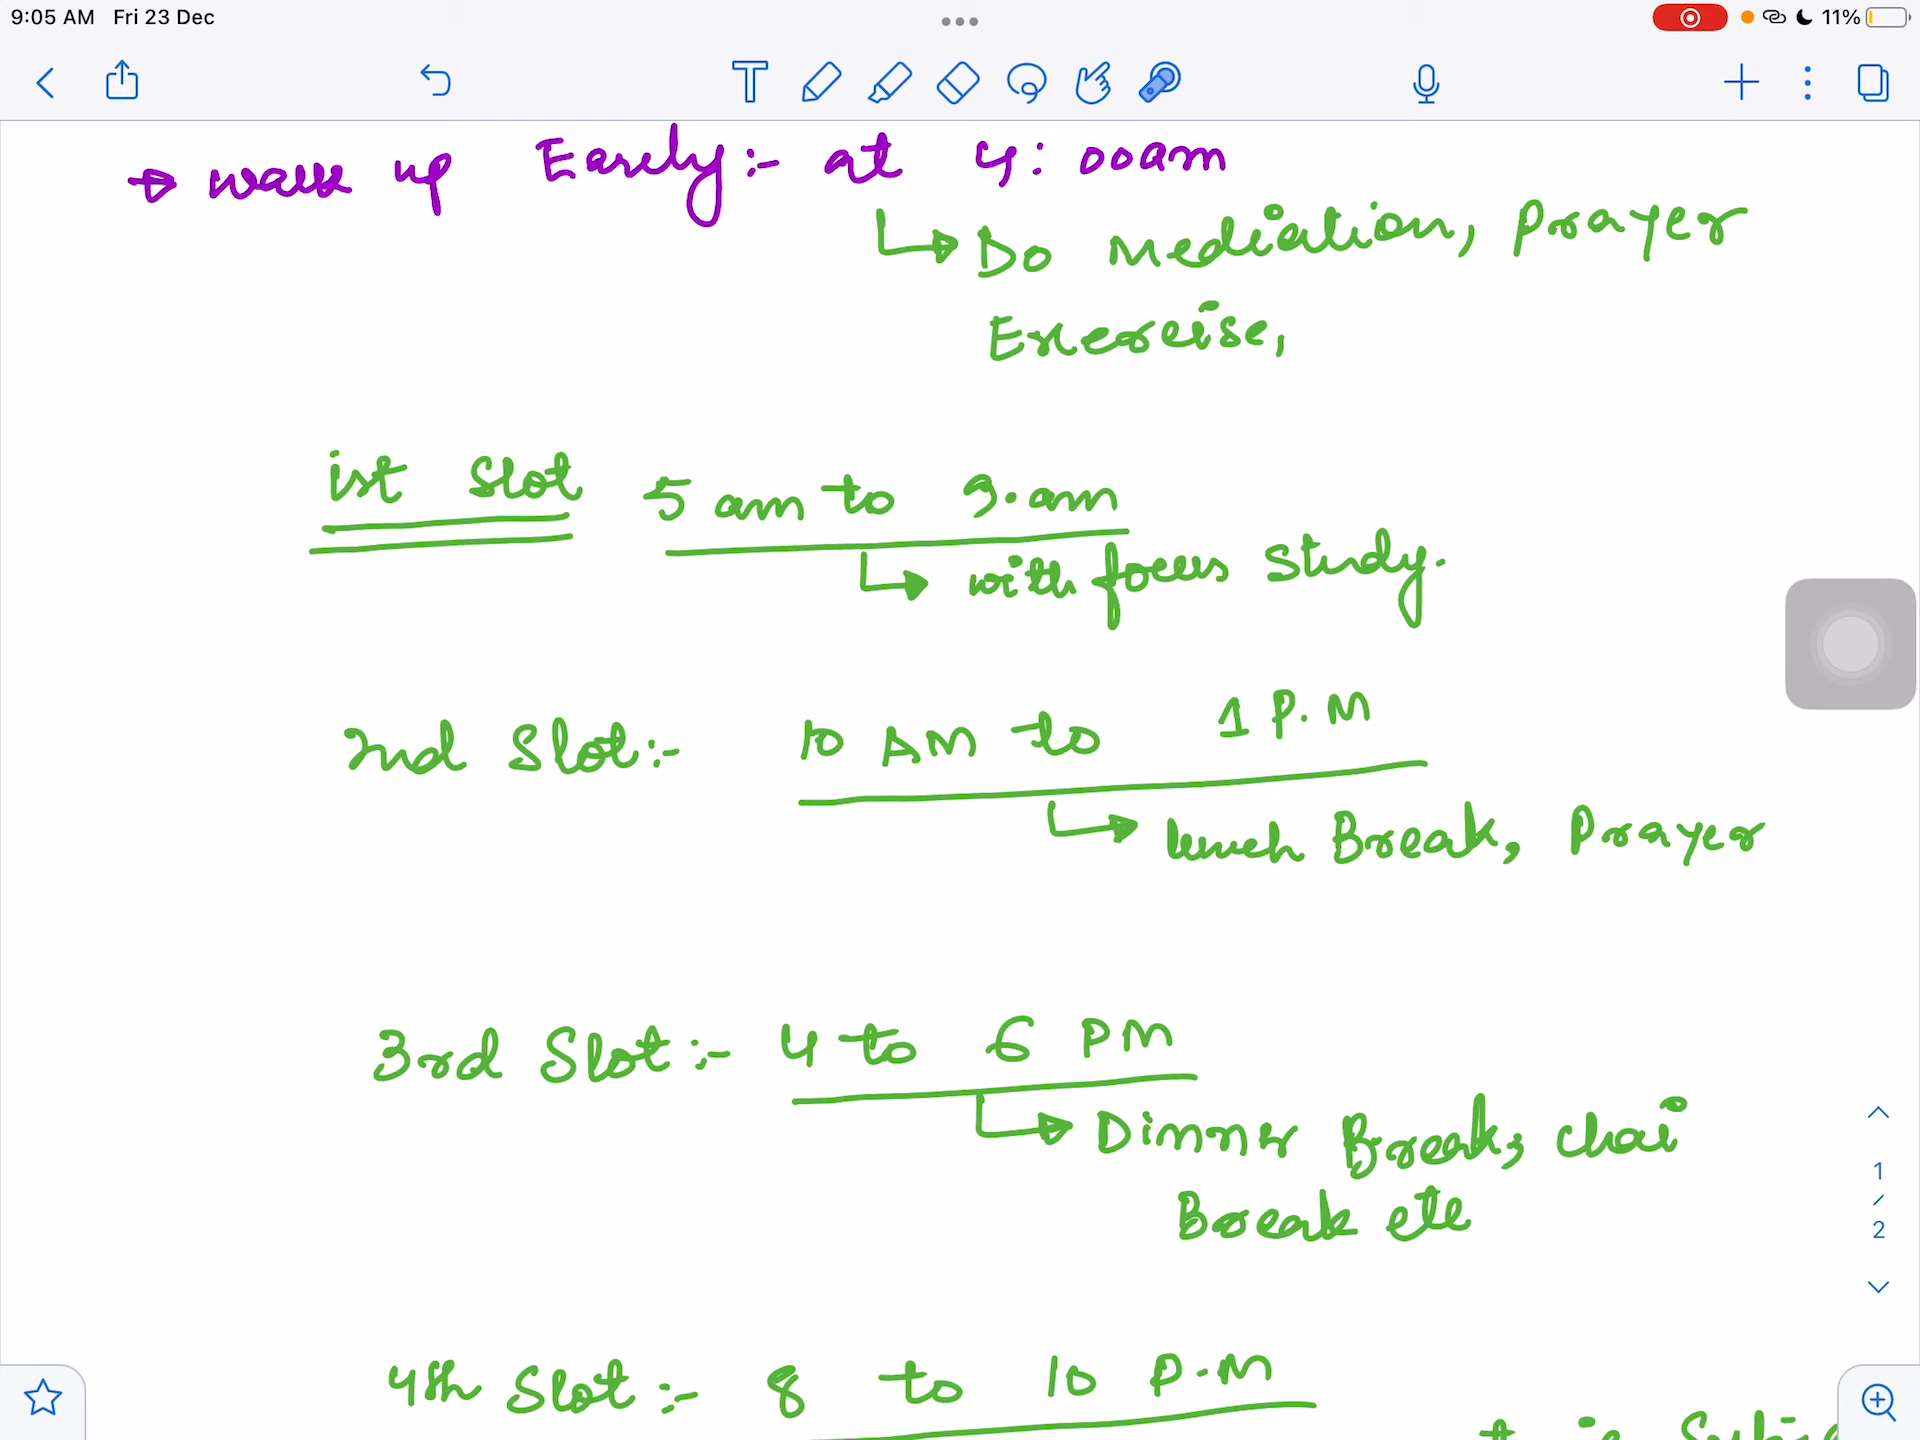 9:05 AM Fri 23 Dec
11%
→ wake up Early:- at 4:00am
↳ Do Mediation, Prayer
Exercise,
ist Slot 5 am to 9.am
↳ with focus study.
2nd Slot:- 10 AM to 1 P.M
↳ lunch Break, Prayer
3rd Slot:- 4 to 6 PM
↳ Dinner Break, chai
Break etc
1
/
2
4th Slot:- 8 to 10 P.M